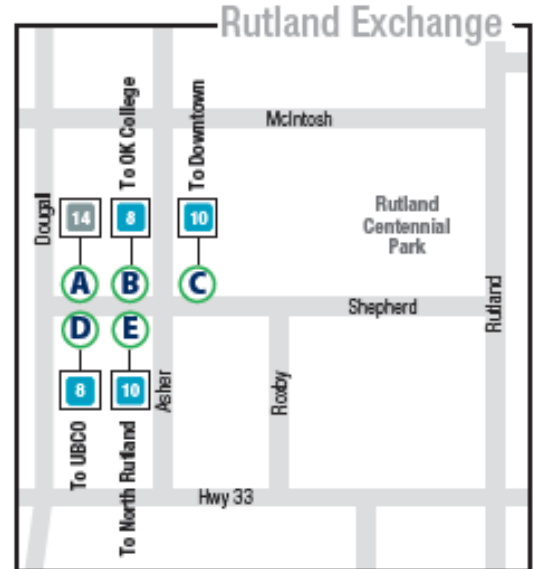 Rutland Exchange
To OK College
To Downtown
McIntosh
Dougall
14
8
10
Rutland
Centennial
Park
A
B
C
Shepherd
Rutland
D
E
8
10
Asher
Roxby
To UBCO
To North Rutland
Hwy 33